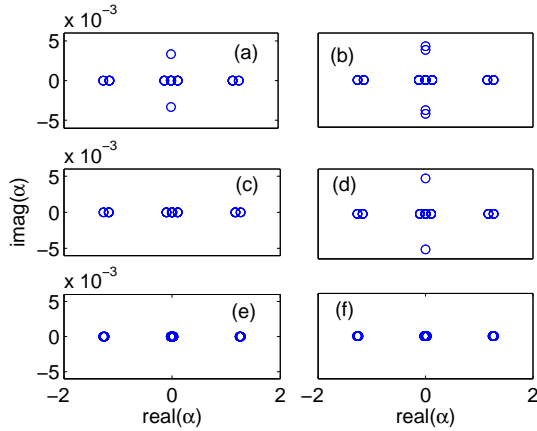 x 10⁻³
5
0
−5
(a)
(b)
x 10⁻³
5
0
−5
(c)
(d)
imag(α)
x 10⁻³
5
0
−5
(e)
(f)
−2 0 2
−2 0 2
real(α)
real(α)